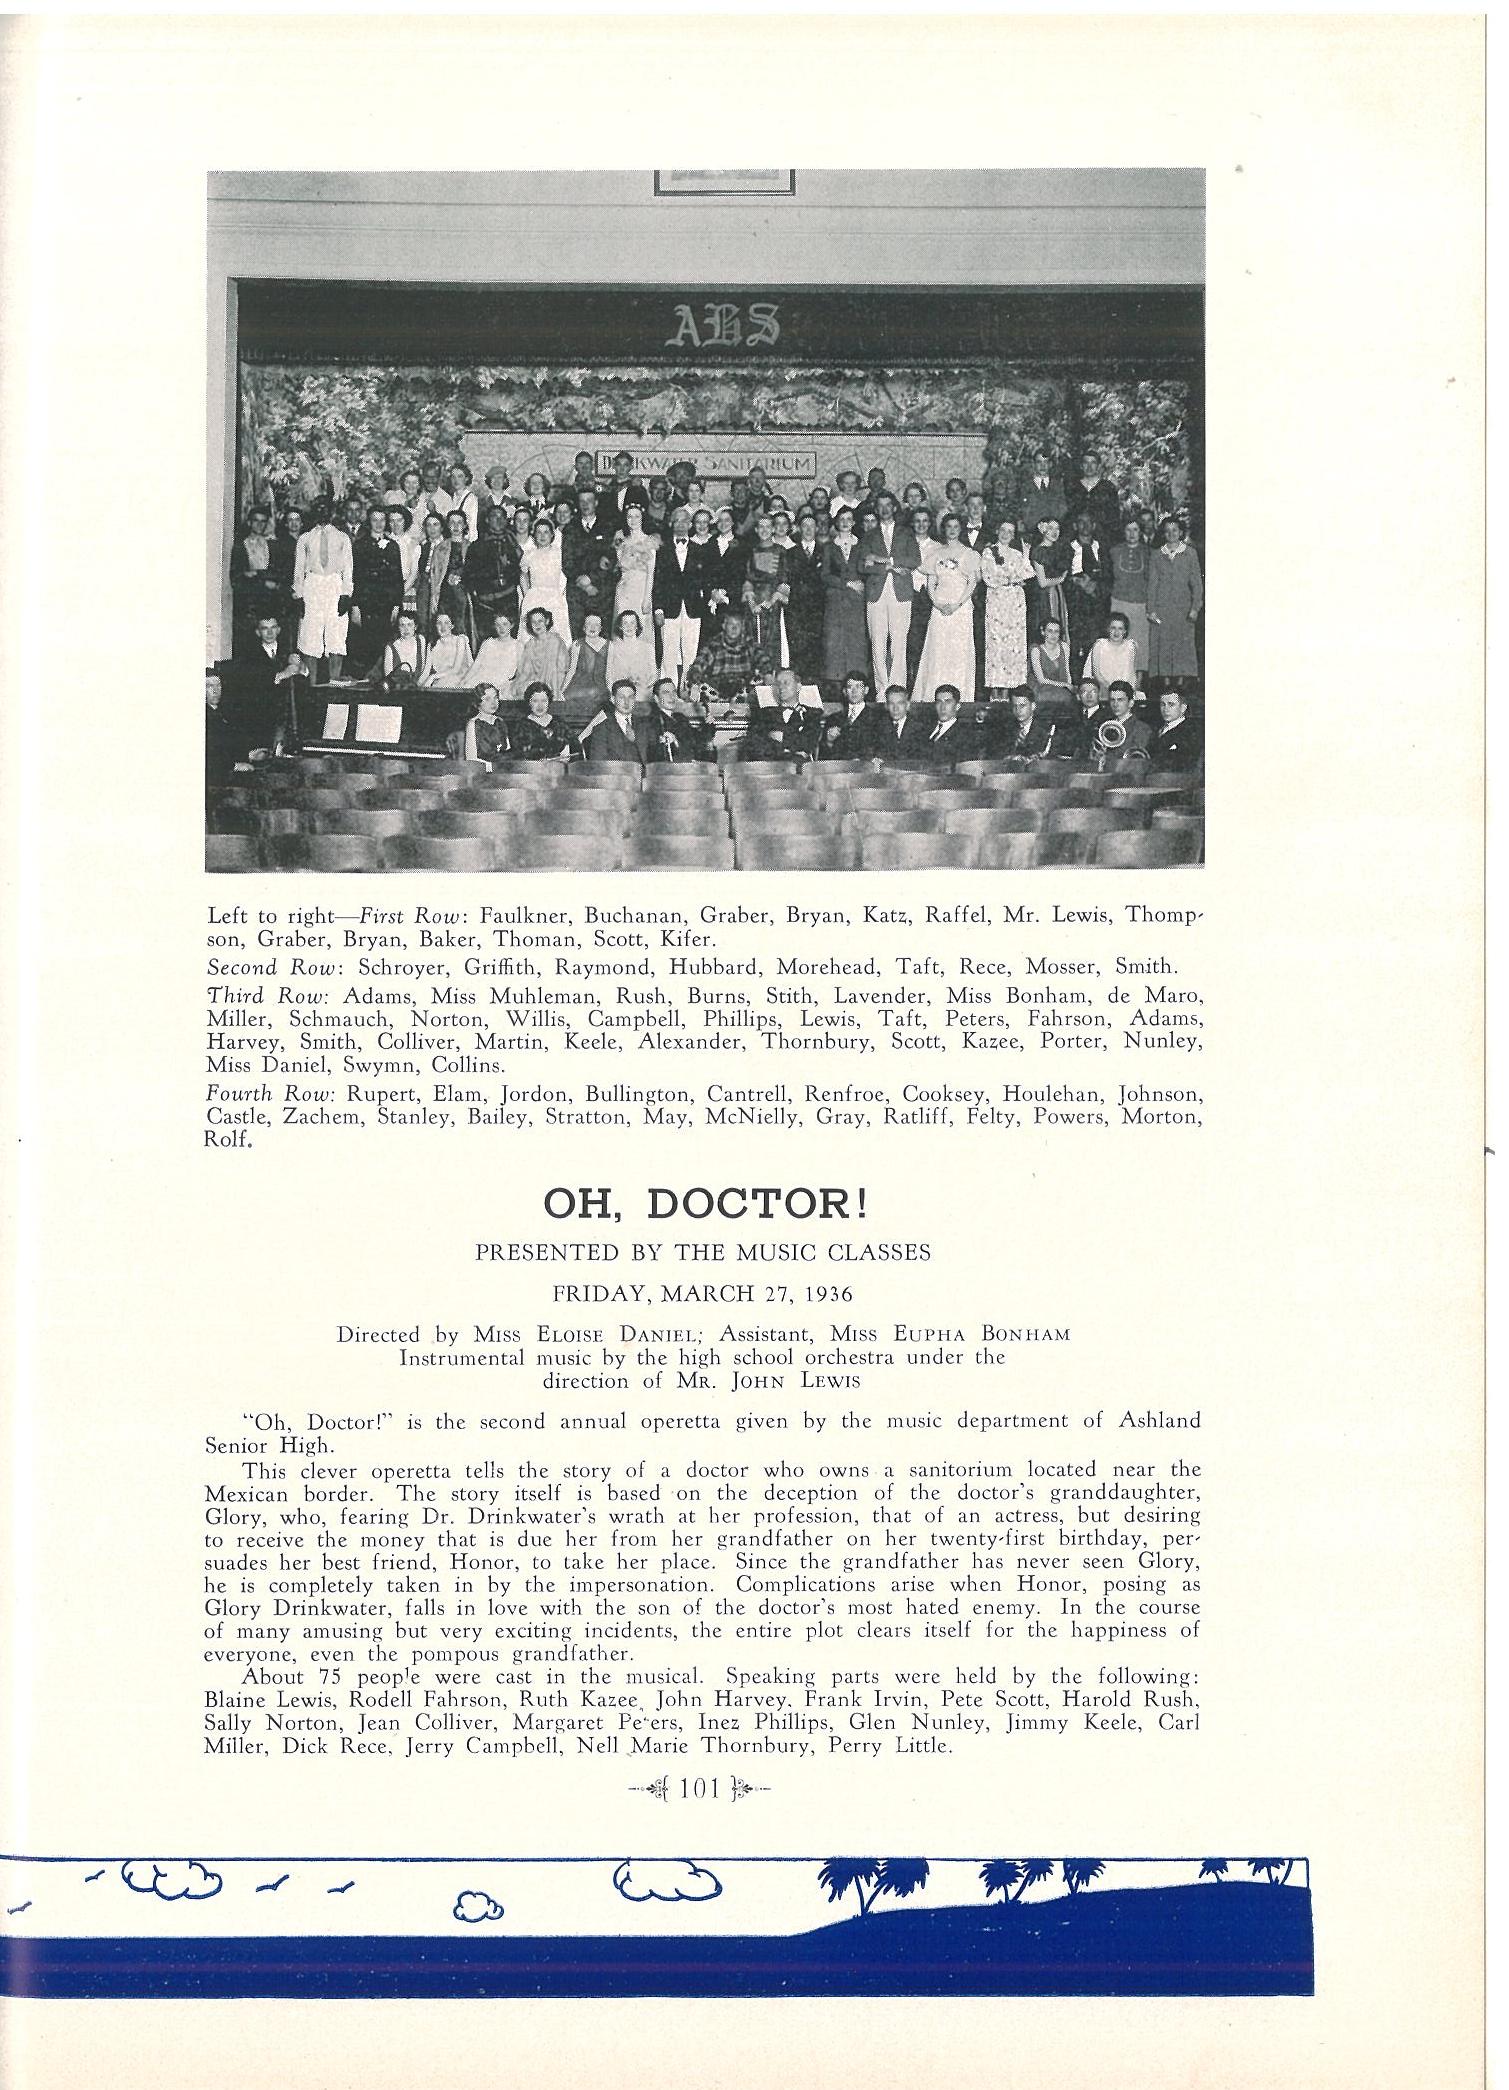 AHS
DRINKWATER SANITARIUM
Left to right—First Row: Faulkner, Buchanan, Graber, Bryan, Katz, Raffel, Mr. Lewis, Thomp-
son, Graber, Bryan, Baker, Thoman, Scott, Kifer.
Second Row: Schroyer, Griffith, Raymond, Hubbard, Morehead, Taft, Rece, Mosser, Smith.
Third Row: Adams, Miss Muhleman, Rush, Burns, Stith, Lavender, Miss Bonham, de Maro,
Miller, Schmauch, Norton, Willis, Campbell, Phillips, Lewis, Taft, Peters, Fahrson, Adams,
Harvey, Smith, Colliver, Martin, Keele, Alexander, Thornbury, Scott, Kazee, Porter, Nunley,
Miss Daniel, Swymn, Collins.
Fourth Row: Rupert, Elam, Jordon, Bullington, Cantrell, Renfroe, Cooksey, Houlehan, Johnson,
Castle, Zachem, Stanley, Bailey, Stratton, May, McNielly, Gray, Ratliff, Felty, Powers, Morton,
Rolf.
OH, DOCTOR!
PRESENTED BY THE MUSIC CLASSES
FRIDAY, MARCH 27, 1936
Directed by MISS ELOISE DANIEL; Assistant, MISS EUPHA BONHAM
Instrumental music by the high school orchestra under the
direction of MR. JOHN LEWIS
"Oh, Doctor!" is the second annual operetta given by the music department of Ashland
Senior High.
This clever operetta tells the story of a doctor who owns a sanitorium located near the
Mexican border. The story itself is based on the deception of the doctor's granddaughter,
Glory, who, fearing Dr. Drinkwater's wrath at her profession, that of an actress, but desiring
to receive the money that is due her from her grandfather on her twenty-first birthday, per-
suades her best friend, Honor, to take her place. Since the grandfather has never seen Glory,
he is completely taken in by the impersonation. Complications arise when Honor, posing as
Glory Drinkwater, falls in love with the son of the doctor's most hated enemy. In the course
of many amusing but very exciting incidents, the entire plot clears itself for the happiness of
everyone, even the pompous grandfather.
About 75 people were cast in the musical. Speaking parts were held by the following:
Blaine Lewis, Rodell Fahrson, Ruth Kazee, John Harvey, Frank Irvin, Pete Scott, Harold Rush,
Sally Norton, Jean Colliver, Margaret Peters, Inez Phillips, Glen Nunley, Jimmy Keele, Carl
Miller, Dick Rece, Jerry Campbell, Nell Marie Thornbury, Perry Little.
101